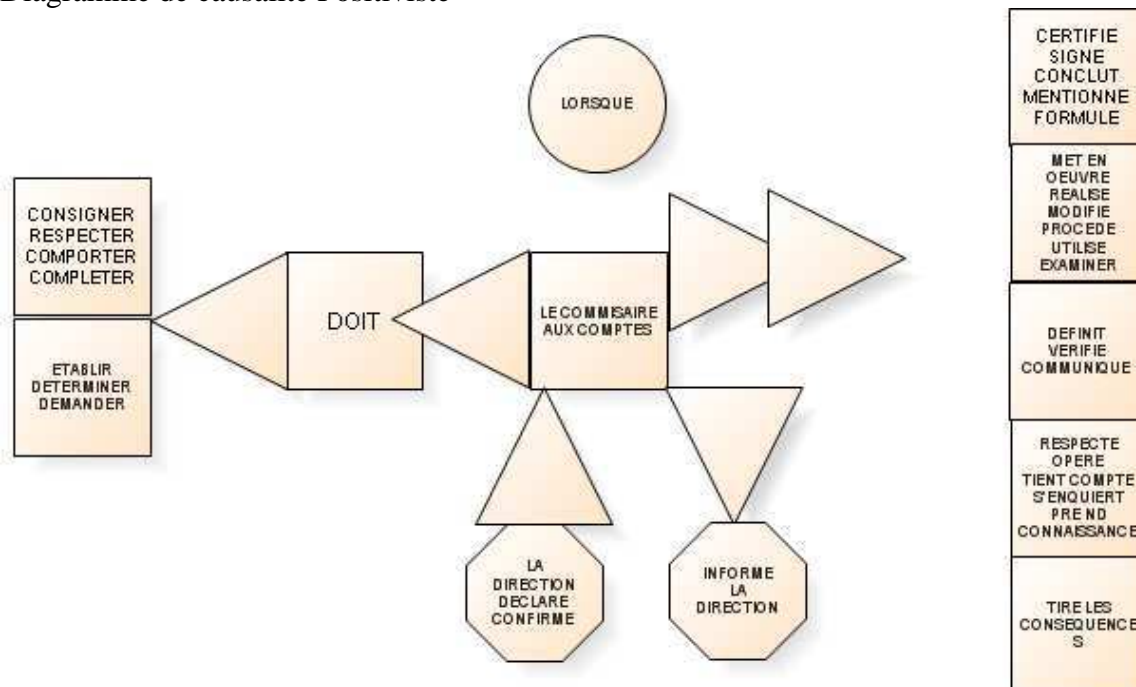 Diagramme de causalité Positiviste
LORSQUE
CONSIGNER
RESPECTER
COMPORTER
COMPLETER
ETABLIR
DETERMINER
DEMANDER
DOIT
LE COMMISAIRE
AUX COMPTES
LA
DIRECTION
DECLARE
CONFIRME
INFORME
LA
DIRECTION
CERTIFIE
SIGNE
CONCLUT
MENTIONNE
FORMULE
MET EN
OEUVRE
REALISE
MODIFIE
PROCEDE
UTILISE
EXAMINER
DEFINIT
VERIFIE
COMMUNIQUE
RESPECTE
OPERE
TIENT COMPTE
S'ENQUIERT
PREND
CONNAISSANCE
TIRE LES
CONSEQUENCE
S